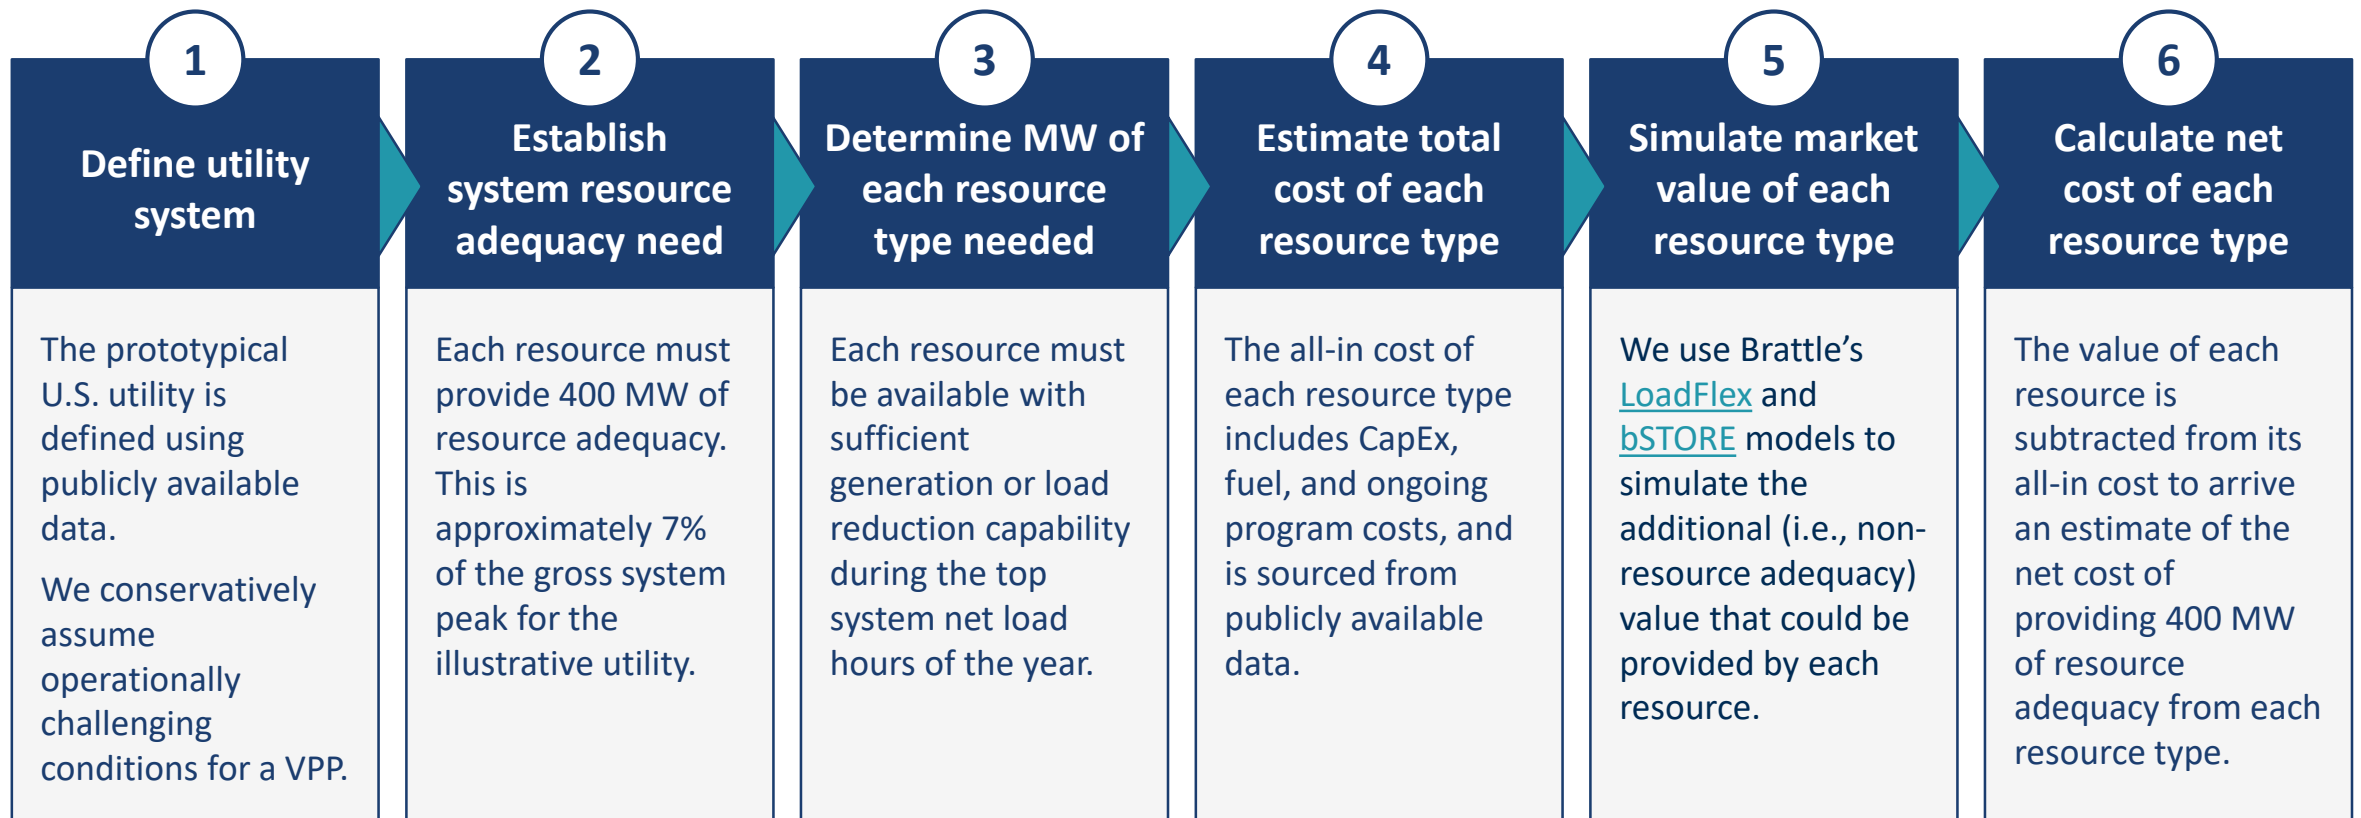 1
Define utility
system
The prototypical
U.S. utility is
defined using
publicly available
data.
We conservatively
assume
operationally
challenging
conditions for a VPP.
2
Establish
system resource
adequacy need
Each resource must
provide 400 MW of
resource adequacy.
This is
approximately 7%
of the gross system
peak for the
illustrative utility.
3
Determine MW of
each resource
type needed
Each resource must
be available with
sufficient
generation or load
reduction capability
during the top
system net load
hours of the year.
4
Estimate total
cost of each
resource type
The all-in cost of
each resource type
includes CapEx,
fuel, and ongoing
program costs, and
is sourced from
publicly available
data.
5
Simulate market
value of each
resource type
We use Brattle’s
LoadFlex and
bSTORE models to
simulate the
additional (i.e., non-
resource adequacy)
value that could be
provided by each
resource.
6
Calculate net
cost of each
resource type
The value of each
resource is
subtracted from its
all-in cost to arrive
an estimate of the
net cost of
providing 400 MW
of resource
adequacy from each
resource type.